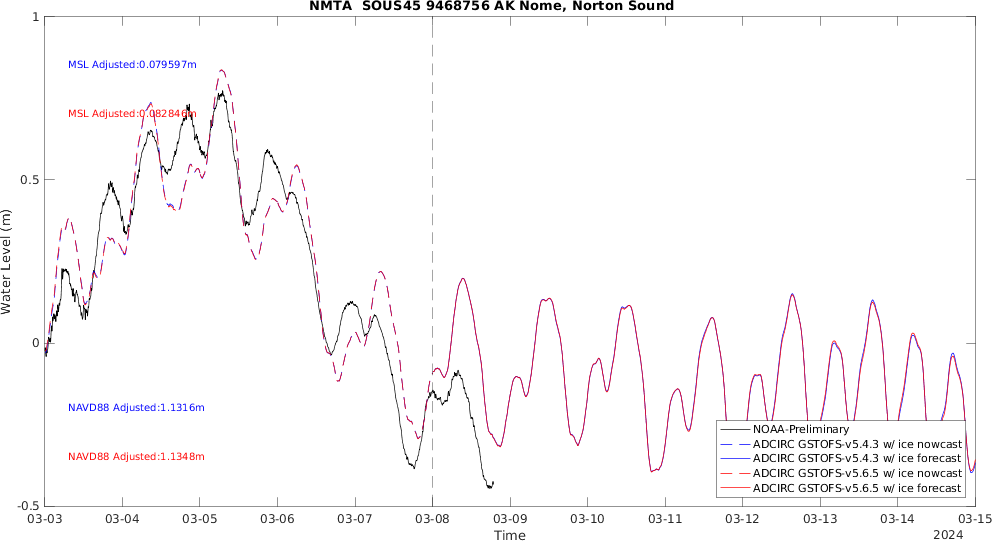 NMTA SOUS45 9468756 AK Nome, Norton Sound
1
MSL Adjusted:0.079597m
MSL Adjusted:0.082846m
0.5
Water Level (m)
0
NAVD88 Adjusted:1.1316m
NAVD88 Adjusted:1.1348m
NOAA-Preliminary
ADCIRC GSTOFS-v5.4.3 w/ ice nowcast
ADCIRC GSTOFS-v5.4.3 w/ ice forecast
ADCIRC GSTOFS-v5.6.5 w/ ice nowcast
ADCIRC GSTOFS-v5.6.5 w/ ice forecast
-0.5
03-03 03-04 03-05 03-06 03-07 03-08 03-09 03-10 03-11 03-12 03-13 03-14 03-15
Time
2024